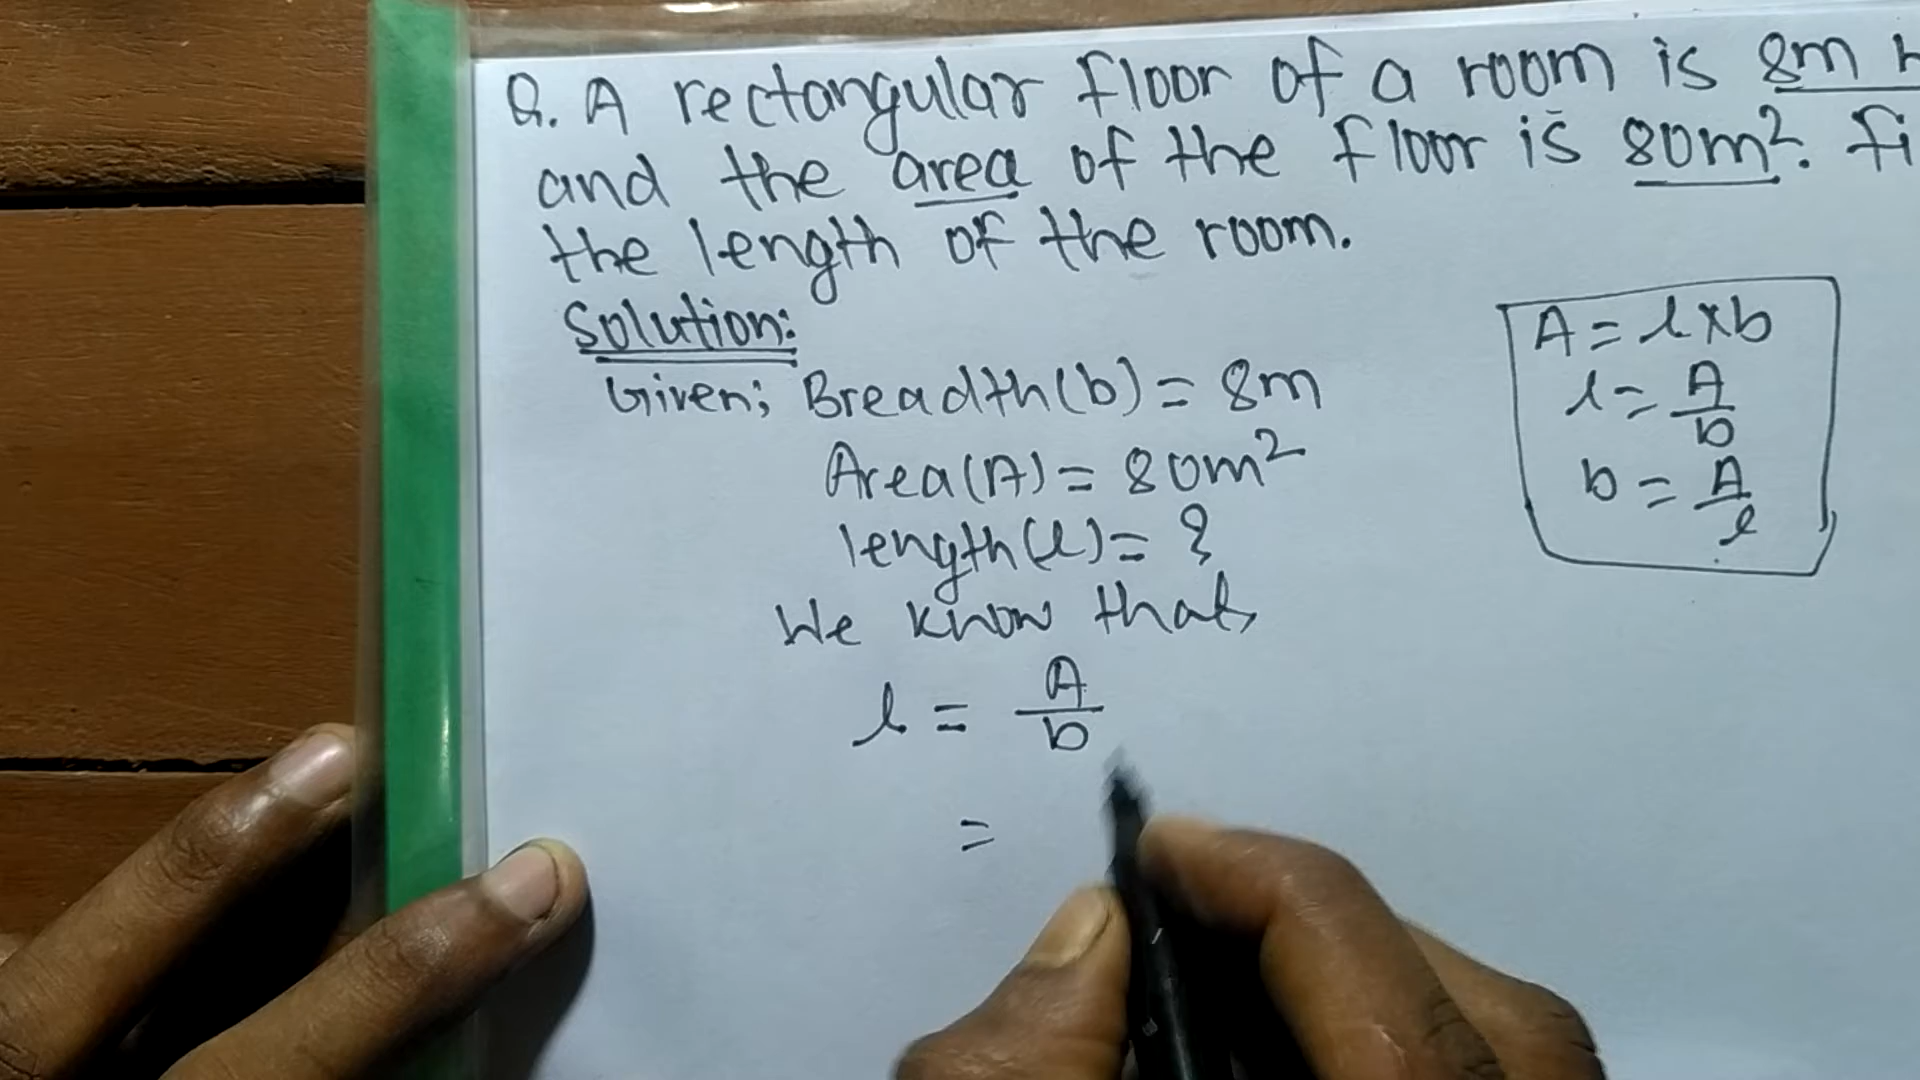 Q. A rectangular floor of a room is 8m
and the area of the floor is 80m².
the length of the room.
Solution:
Given; Breadth(b) = 8m
Area(A) = 80m²
length(l) = ?
We know that,
l = A/b
=
A = l×b
l = A/b
b = A/l